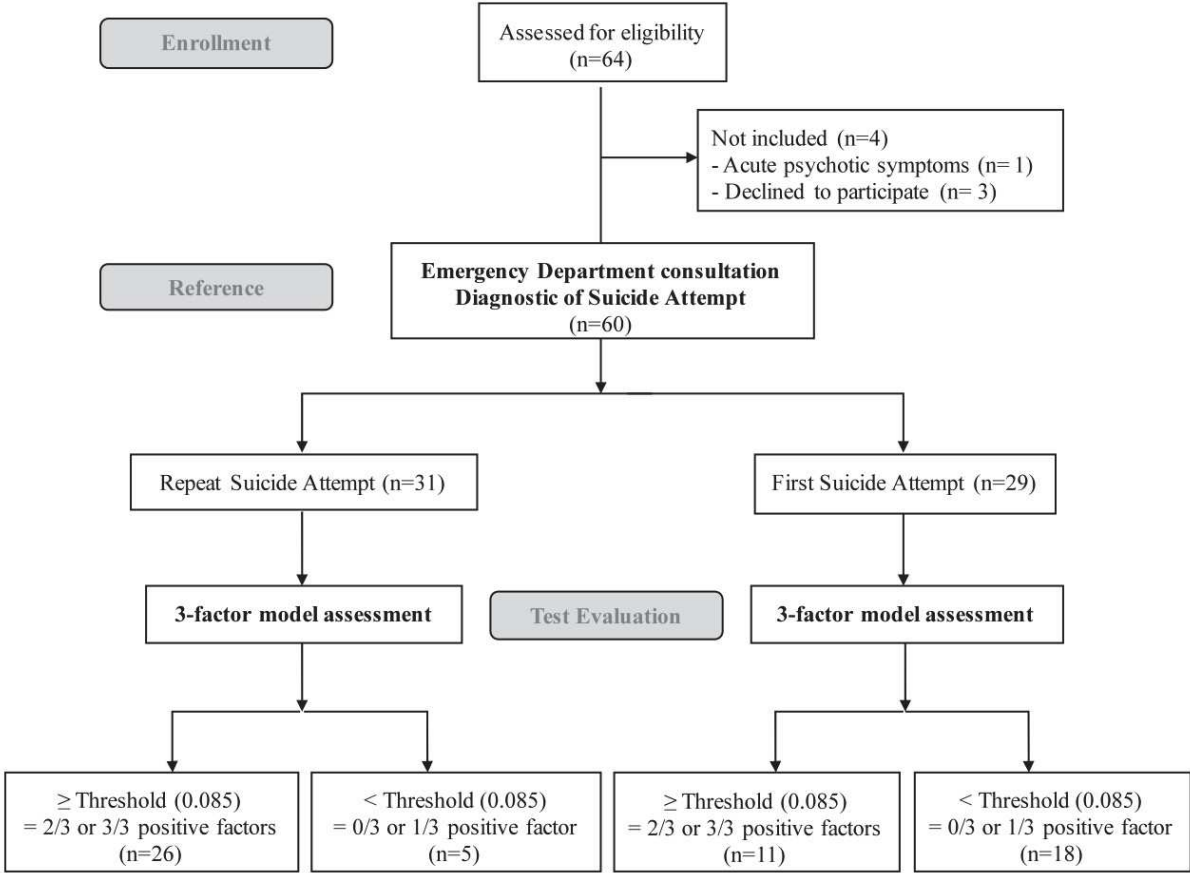 Enrollment
Assessed for eligibility
(n=64)
Not included (n=4)
- Acute psychotic symptoms (n= 1)
- Declined to participate (n= 3)
Reference
Emergency Department consultation
Diagnostic of Suicide Attempt
(n=60)
Repeat Suicide Attempt (n=31)
First Suicide Attempt (n=29)
3-factor model assessment
Test Evaluation
3-factor model assessment
≥ Threshold (0.085)
= 2/3 or 3/3 positive factors
(n=26)
< Threshold (0.085)
= 0/3 or 1/3 positive factor
(n=5)
≥ Threshold (0.085)
= 2/3 or 3/3 positive factors
(n=11)
< Threshold (0.085)
= 0/3 or 1/3 positive factor
(n=18)